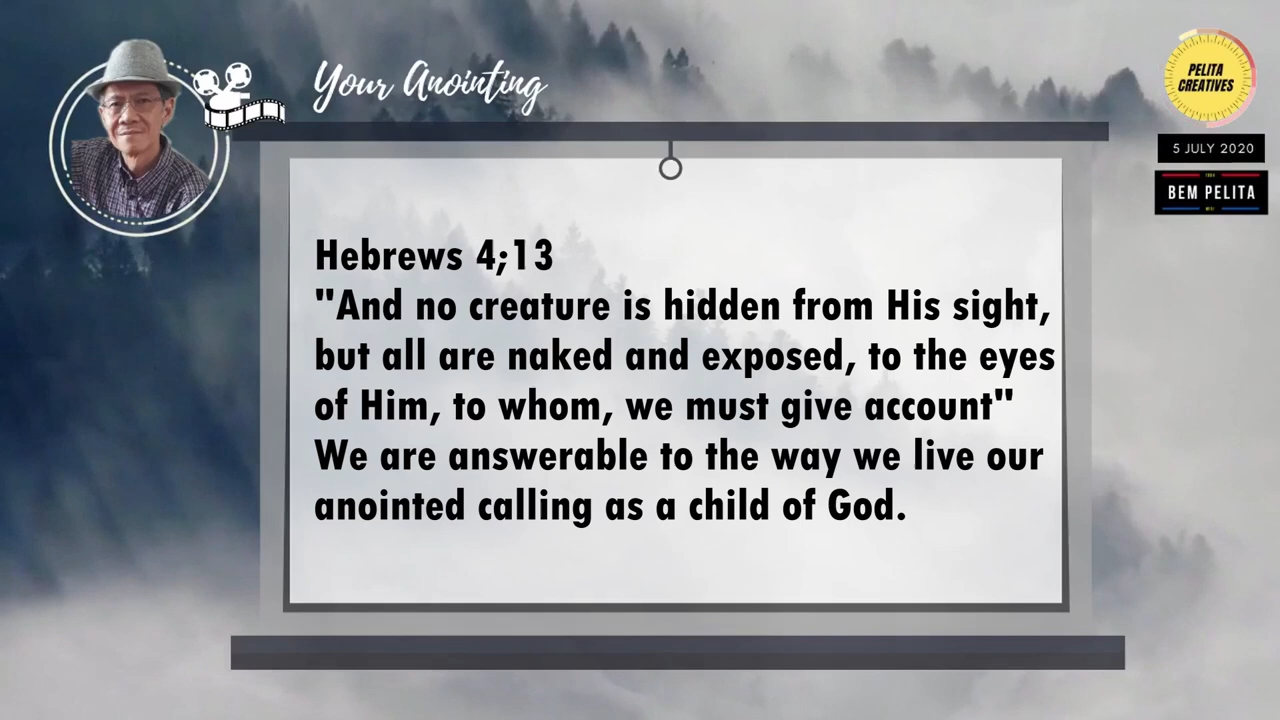 Your Anointing
PELITA
CREATIVES
5 JULY 2020
BEM PELITA
Hebrews 4;13
"And no creature is hidden from His sight,
but all are naked and exposed, to the eyes
of Him, to whom, we must give account"
We are answerable to the way we live our
anointed calling as a child of God.